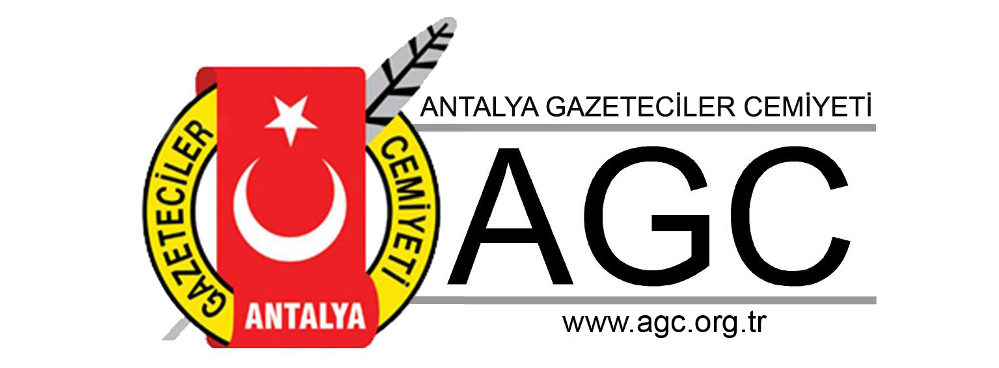 GAZETECİLER CEMİYETİ
ANTALYA
ANTALYA GAZETECİLER CEMİYETİ
AGC
www.agc.org.tr